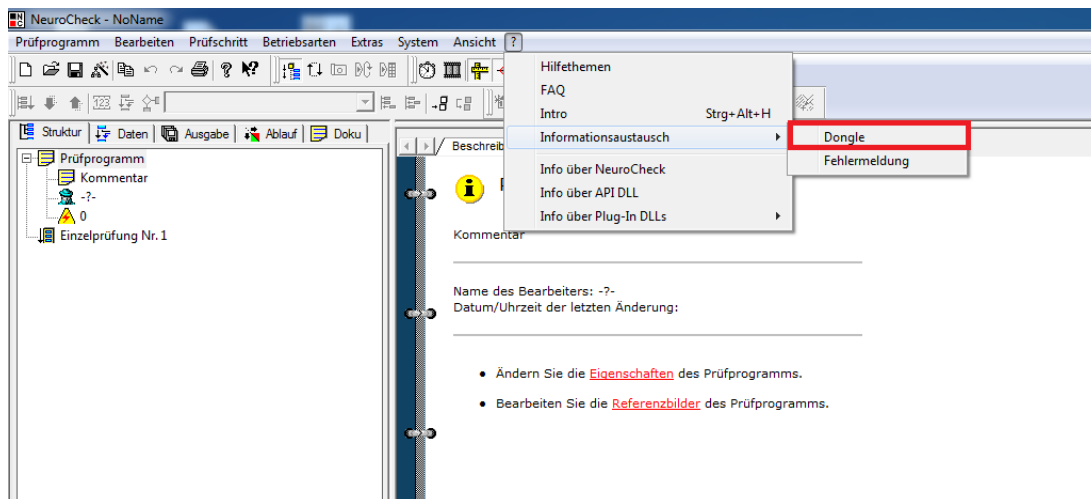 NeuroCheck - NoName
Prüfprogramm Bearbeiten Prüfschritt Betriebsarten Extras System Ansicht ?
Hilfethemen
FAQ
Intro Strg+Alt+H
Informationsaustausch
Dongle
Fehlermeldung
Info über NeuroCheck
Info über API DLL
Info über Plug-In DLLs
123
Struktur Daten Ausgabe Ablauf Doku
Prüfprogramm
Kommentar
-?-
0
Einzelprüfung Nr. 1
Kommentar
Name des Bearbeiters: -?-
Datum/Uhrzeit der letzten Änderung:
• Ändern Sie die Eigenschaften des Prüfprogramms.
• Bearbeiten Sie die Referenzbilder des Prüfprogramms.